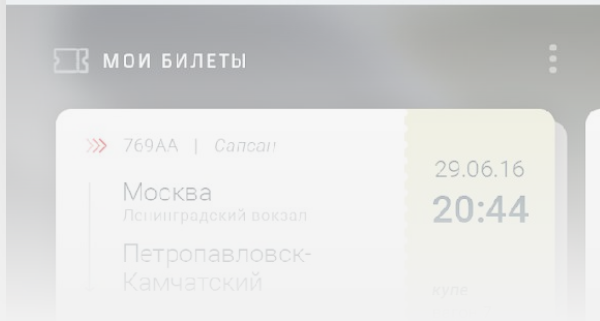 МОИ БИЛЕТЫ
769АА | Сапсан
29.06.16
Москва
20:44
Ленинградский вокзал
Петропавловск-
Камчатский
купе